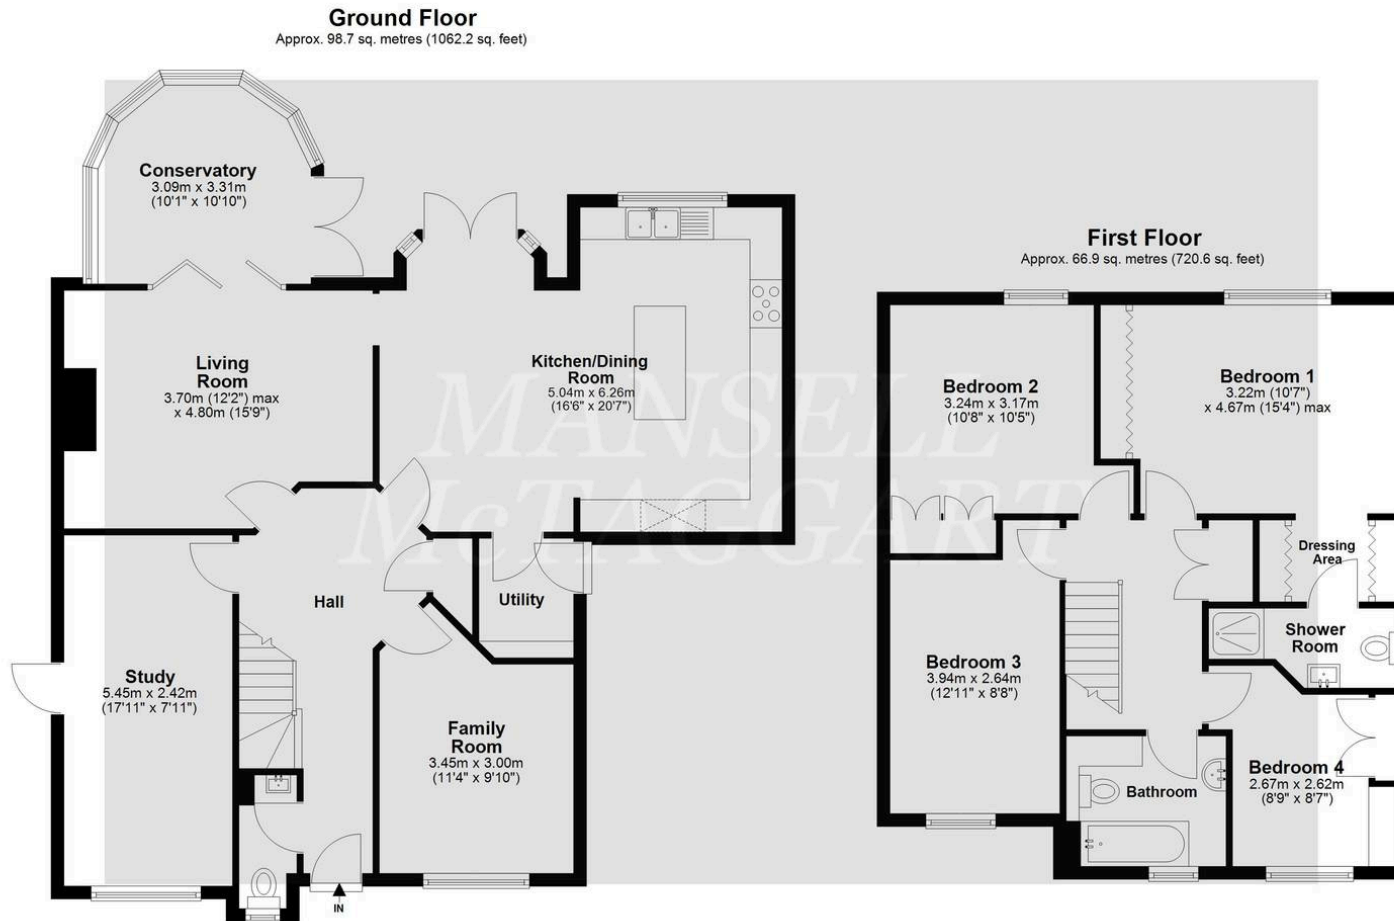 Ground Floor
Approx. 98.7 sq. metres (1062.2 sq. feet)
Conservatory
3.09m x 3.31m
(10'1" x 10'10")
Living
Room
3.70m (12'2") max
x 4.80m (15'9")
Kitchen/Dining
Room
5.04m x 6.26m
(16'6" x 20'7")
Hall
Utility
Study
5.45m x 2.42m
(17'11" x 7'11")
Family
Room
3.45m x 3.00m
(11'4" x 9'10")
IN
First Floor
Approx. 66.9 sq. metres (720.6 sq. feet)
Bedroom 2
3.24m x 3.17m
(10'8" x 10'5")
Bedroom 1
3.22m (10'7")
x 4.67m (15'4") max
Dressing
Area
Shower
Room
Bedroom 3
3.94m x 2.64m
(12'11" x 8'8")
Bathroom
Bedroom 4
2.67m x 2.62m
(8'9" x 8'7")
MANSELL
McTAGGART